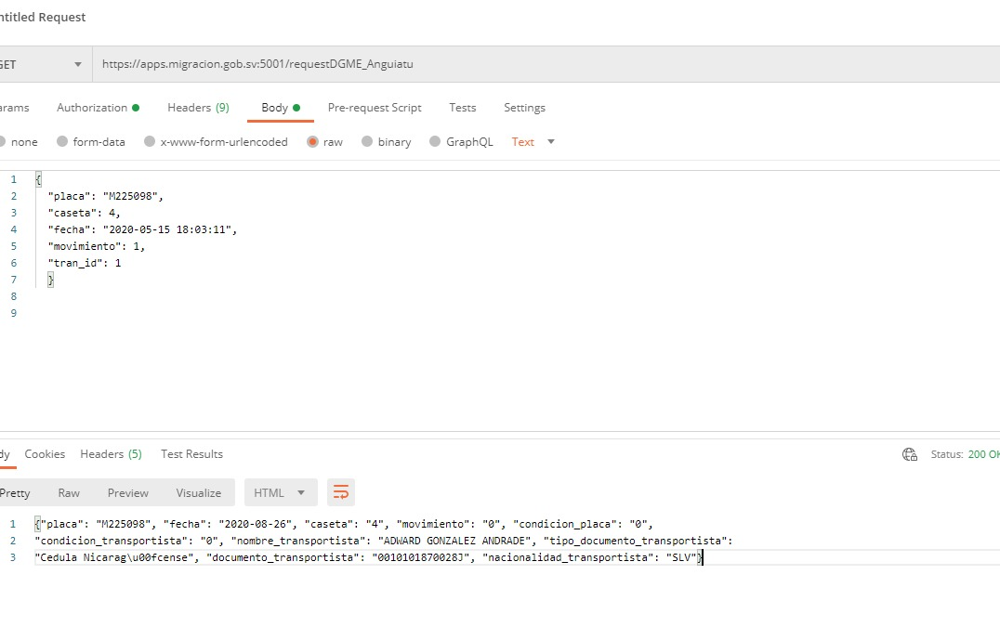 ntitled Request
GET https://apps.migracion.gob.sv:5001/requestDGME_Anguiatu
arams Authorization Headers (9) Body Pre-request Script Tests Settings
none form-data x-www-form-urlencoded raw binary GraphQL Text
1 {
2 "placa": "M225098",
3 "caseta": 4,
4 "fecha": "2020-05-15 18:03:11",
5 "movimiento": 1,
6 "tran_id": 1
7 }
8
9
dy Cookies Headers (5) Test Results Status: 200 OK
Pretty Raw Preview Visualize HTML
1 {"placa": "M225098", "fecha": "2020-08-26", "caseta": "4", "movimiento": "0", "condicion_placa": "0",
2 "condicion_transportista": "0", "nombre_transportista": "ADWARD GONZALEZ ANDRADE", "tipo_documento_transportista":
3 "Cedula Nicarag\u00fcense", "documento_transportista": "0010101870028J", "nacionalidad_transportista": "SLV"}